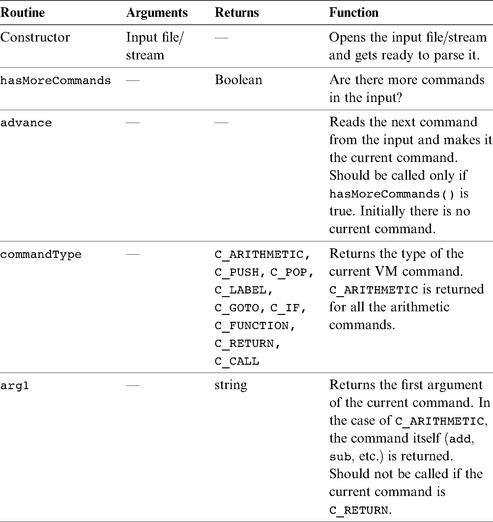 Routine Arguments Returns Function
Constructor Input file/ — Opens the input file/stream
stream and gets ready to parse it.
hasMoreCommands — Boolean Are there more commands
in the input?
advance — — Reads the next command
from the input and makes it
the current command.
Should be called only if
hasMoreCommands() is
true. Initially there is no
current command.
commandType — C_ARITHMETIC, Returns the type of the
C_PUSH, C_POP, current VM command.
C_LABEL, C_ARITHMETIC is returned
C_GOTO, C_IF, for all the arithmetic
C_FUNCTION, commands.
C_RETURN,
C_CALL
arg1 — string Returns the first argument
of the current command. In
the case of C_ARITHMETIC,
the command itself (add,
sub, etc.) is returned.
Should not be called if the
current command is
C_RETURN.